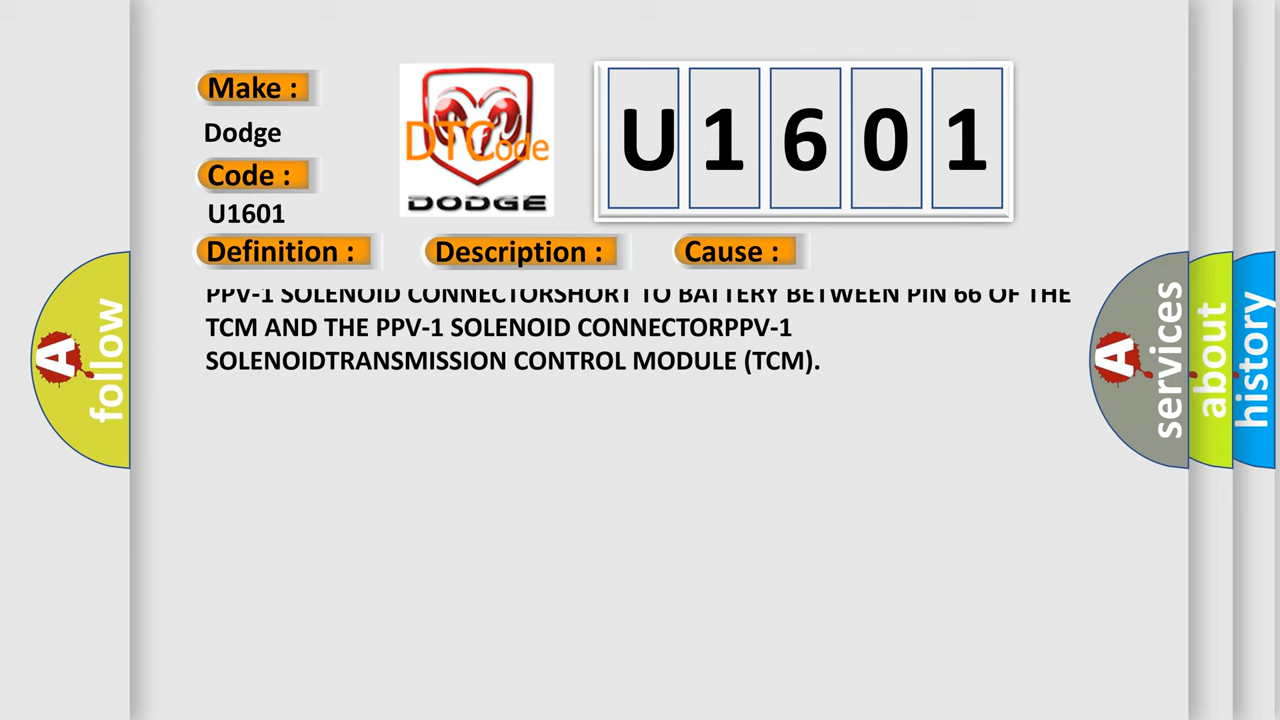 Make :
Dodge
Code :
U1601
DTCode
DODGE
U1601
Definition :
Description :
Cause :
PPV-1 SOLENOID CONNECTORSHORT TO BATTERY BETWEEN PIN 66 OF THE
TCM AND THE PPV-1 SOLENOID CONNECTORPPV-1
SOLENOIDTRANSMISSION CONTROL MODULE (TCM).
A follow
A services
about
history